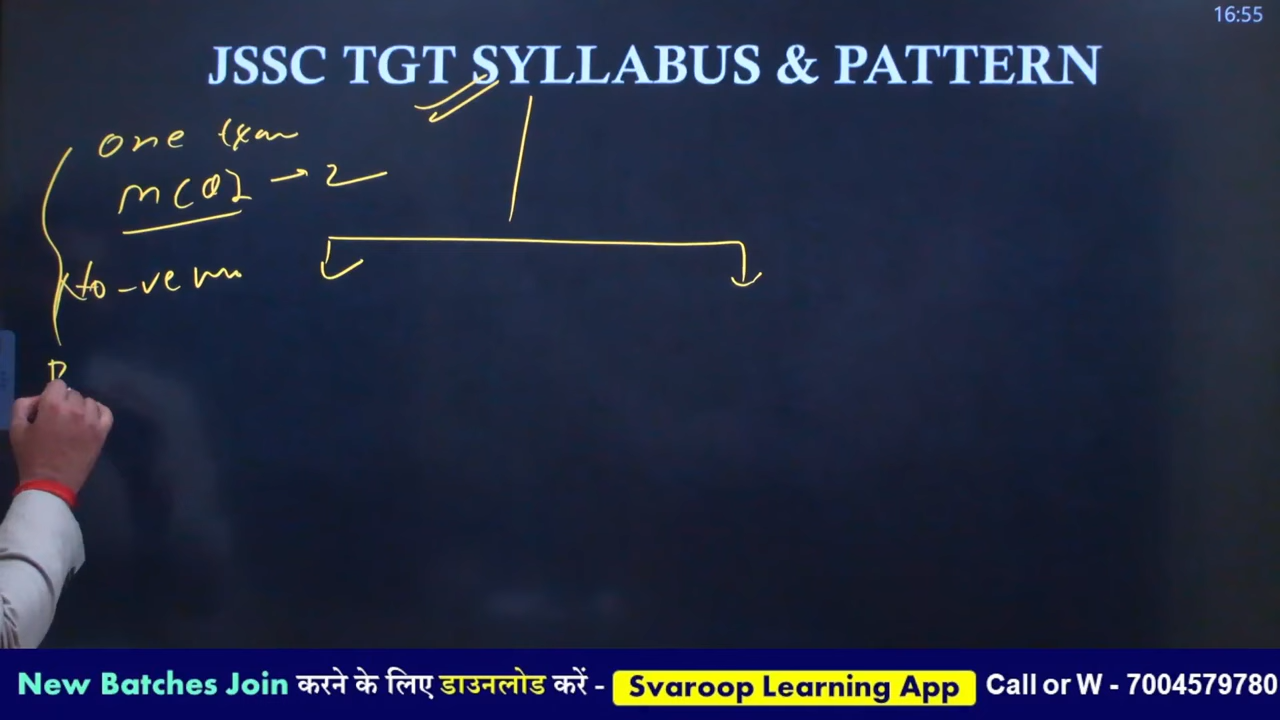 16:55
JSSC TGT SYLLABUS & PATTERN
one Exam
MCQ → 2
-ve
New Batches Join करने के लिए डाउनलोड करें - Svaroop Learning App Call or W - 7004579780